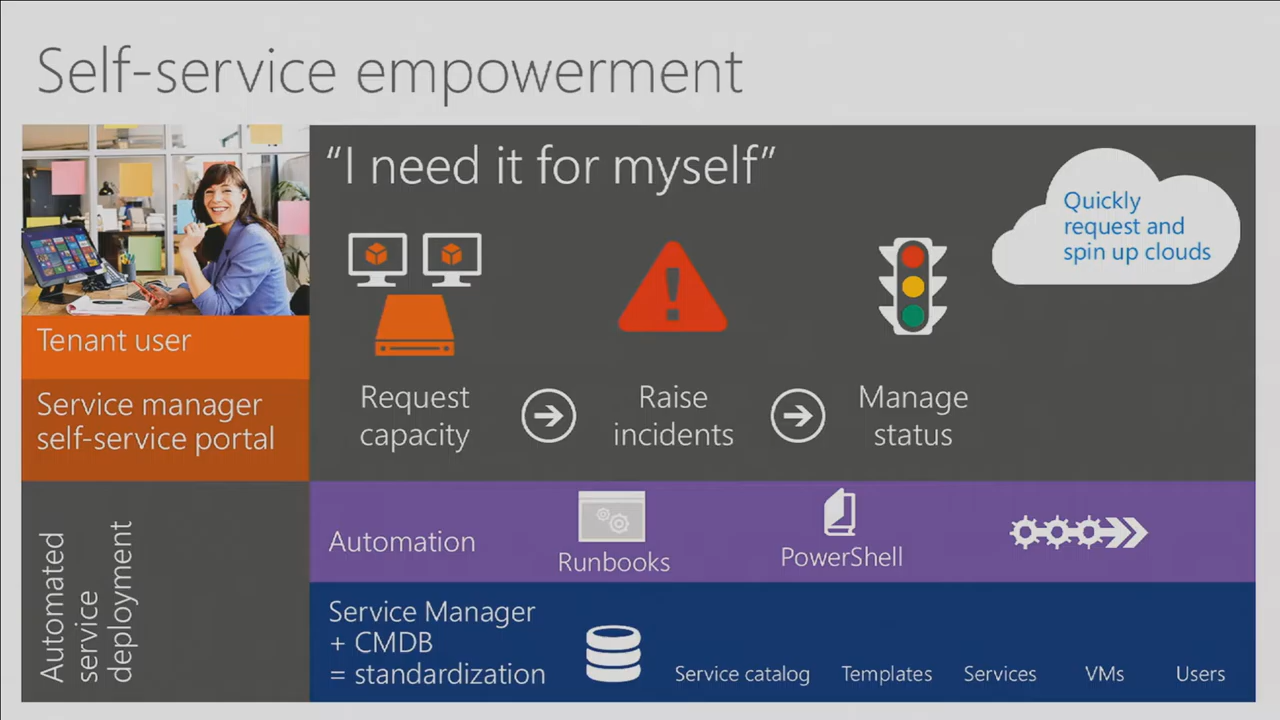 Self-service empowerment
Tenant user
Service manager
self-service portal
"I need it for myself"
Quickly
request and
spin up clouds
Request
capacity
Raise
incidents
Manage
status
Automated
service
deployment
Automation
Runbooks
PowerShell
Service Manager
+ CMDB
= standardization
Service catalog
Templates
Services
VMs
Users